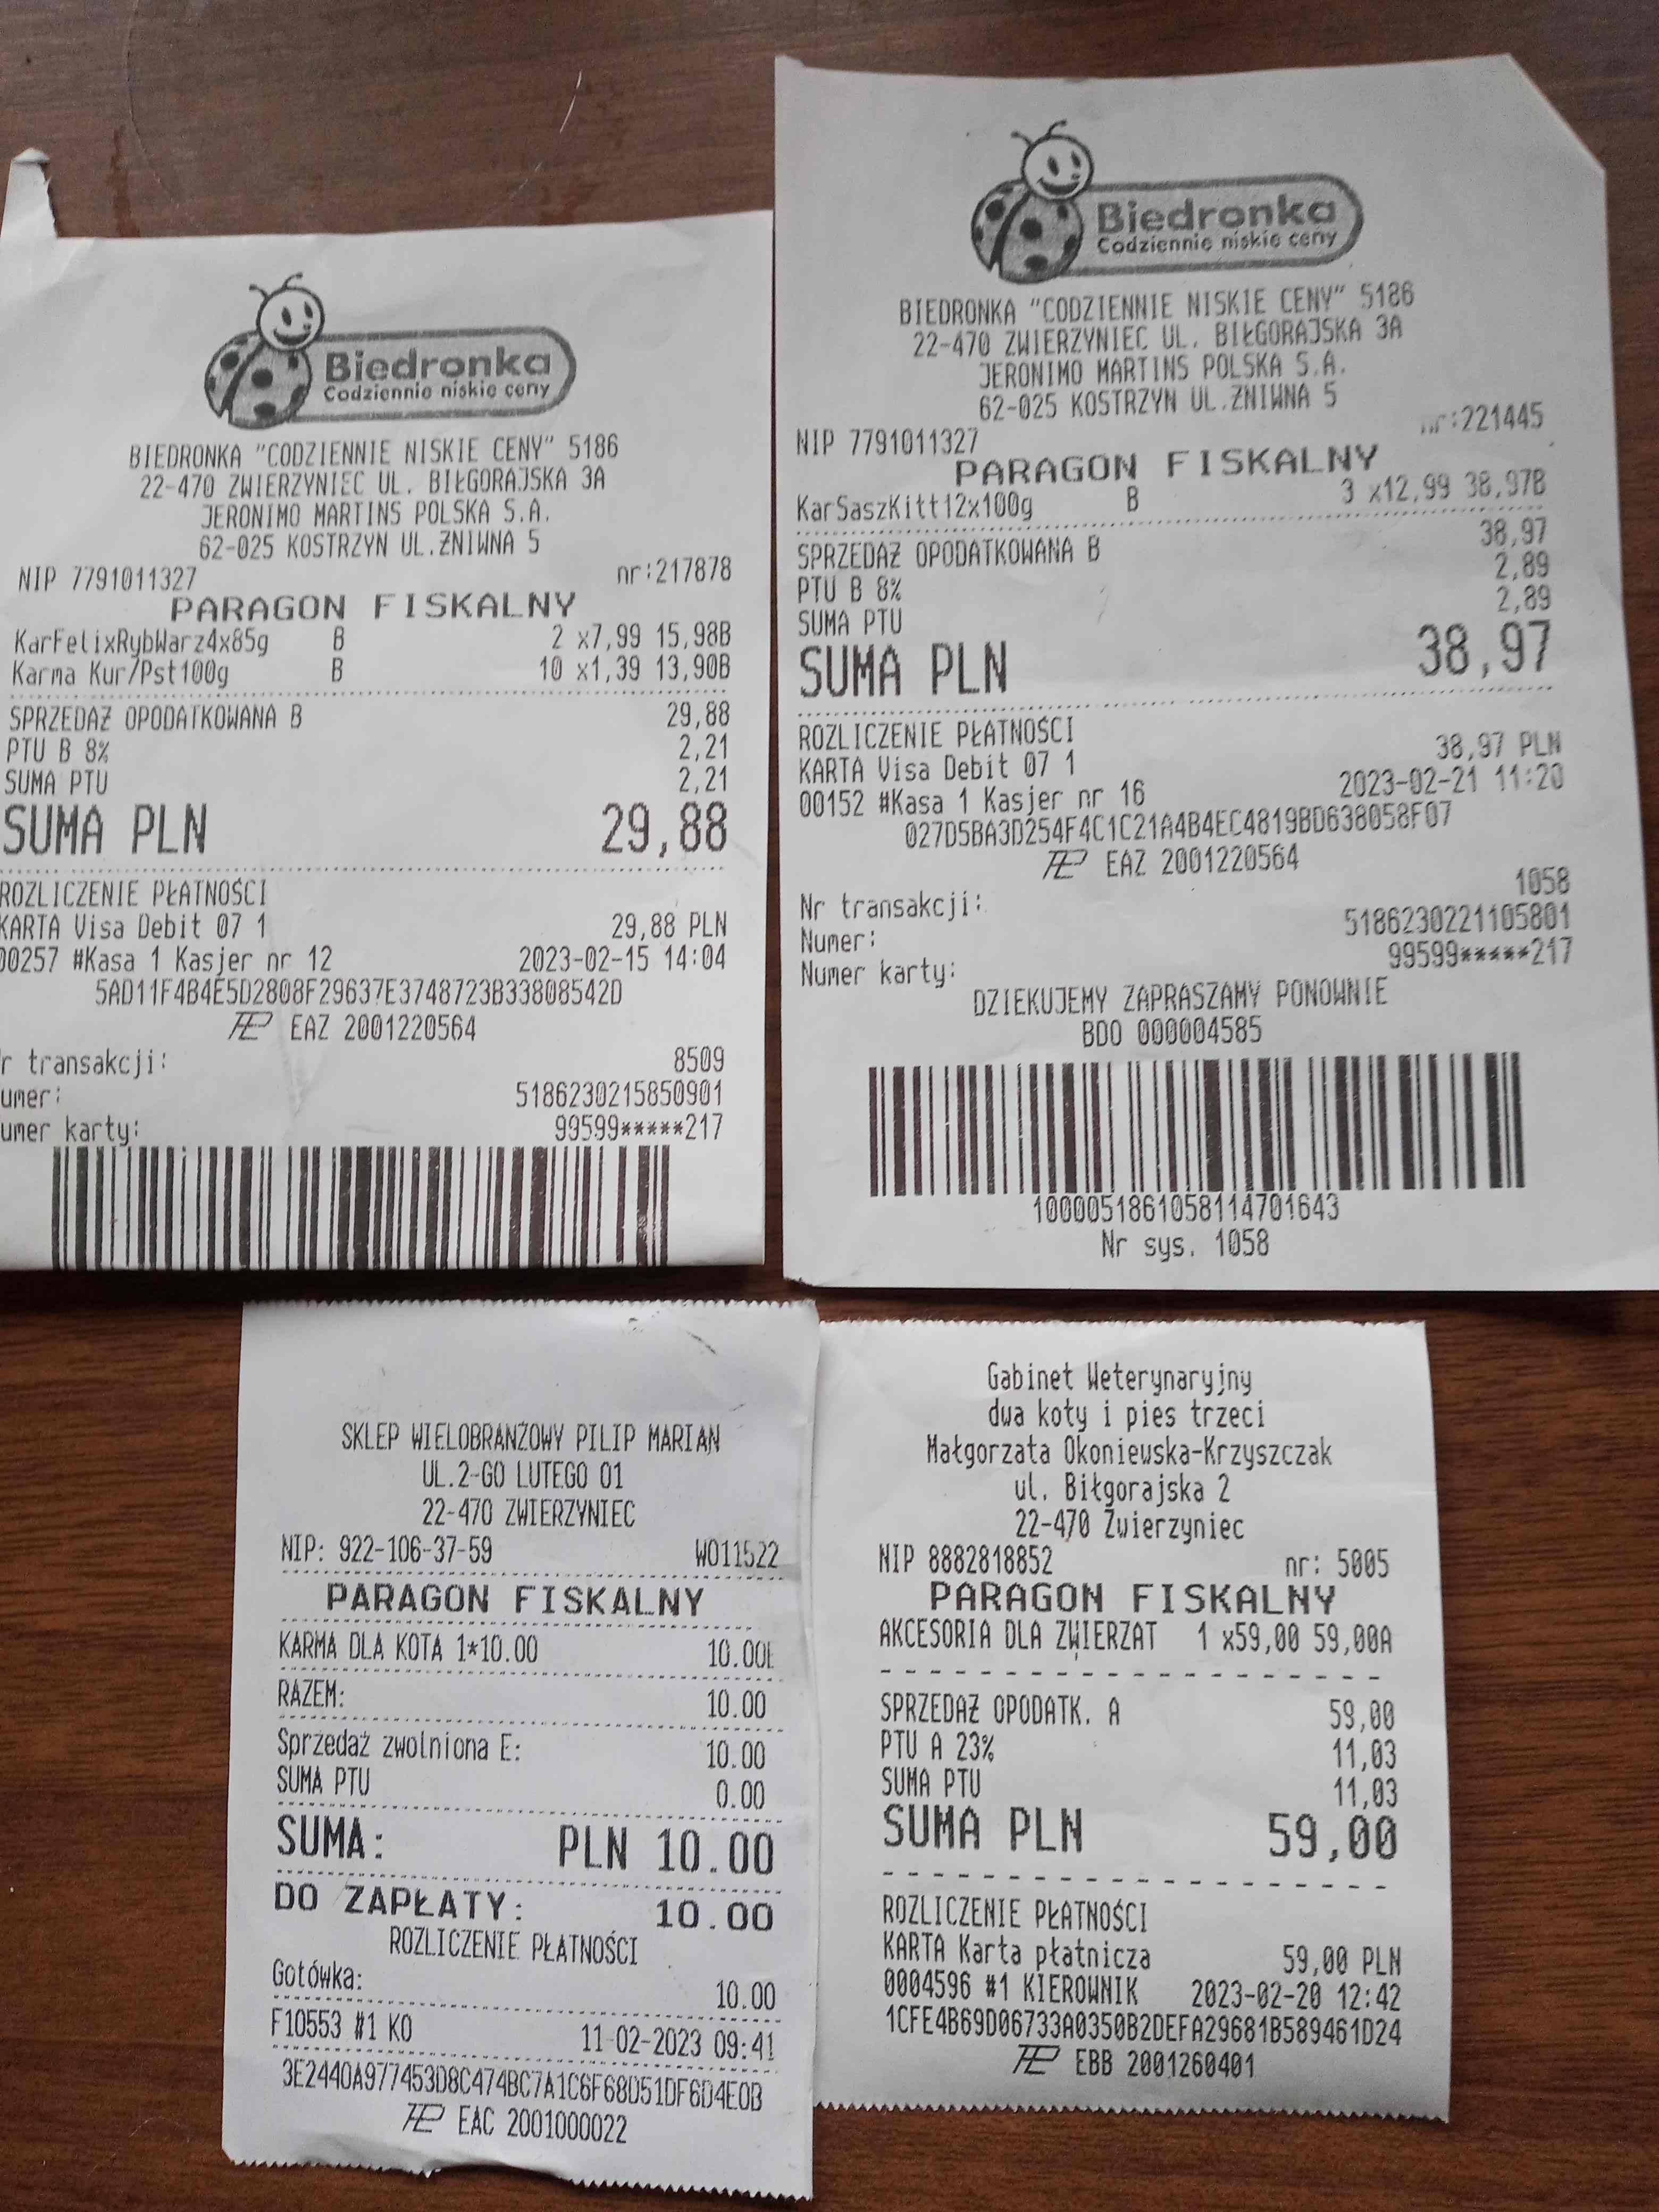 Biedronka
Codziennie niskie ceny
BIEDRONKA "CODZIENNIE NISKIE CENY" 5186
22-470 ZWIERZYNIEC UL. BIŁGORAJSKA 3A
JERONIMO MARTINS POLSKA S.A.
62-025 KOSTRZYN UL.ŻNIWNA 5
NIP 7791011327 nr:217878
PARAGON FISKALNY
KarFelixRybWarz4x85g B 2 x7,99 15,98B
Karma Kur/Pst100g B 10 x1,39 13,90B
SPRZEDAŻ OPODATKOWANA B 29,88
PTU B 8% 2,21
SUMA PTU 2,21
SUMA PLN 29,88
ROZLICZENIE PŁATNOŚCI
KARTA Visa Debit 07 1 29,88 PLN
00257 #Kasa 1 Kasjer nr 12 2023-02-15 14:04
5AD11F4B4E5D2808F29637E3748723B33808542D
EAZ 2001220564
r transakcji: 8509
umer: 5186230215850901
umer karty: 99599*****217
Biedronka
Codziennie niskie ceny
BIEDRONKA "CODZIENNIE NISKIE CENY" 5186
22-470 ZWIERZYNIEC UL. BIŁGORAJSKA 3A
JERONIMO MARTINS POLSKA S.A.
62-025 KOSTRZYN UL.ŻNIWNA 5
NIP 7791011327 nr:221445
PARAGON FISKALNY
KarSaszKitt12x100g B 3 x12,99 38,97B
SPRZEDAŻ OPODATKOWANA B 38,97
PTU B 8% 2,89
SUMA PTU 2,89
SUMA PLN 38,97
ROZLICZENIE PŁATNOŚCI
KARTA Visa Debit 07 1 38,97 PLN
00152 #Kasa 1 Kasjer nr 16 2023-02-21 11:20
027D5BA3D254F4C1C21A4B4EC4819BD638058F07
EAZ 2001220564
Nr transakcji: 1058
Numer: 5186230221105801
Numer karty: 99599*****217
DZIEKUJEMY ZAPRASZAMY PONOWNIE
BDO 000004585
1000051861058114701643
Nr sys. 1058
SKLEP WIELOBRANŻOWY PILIP MARIAN
UL.2-GO LUTEGO 01
22-470 ZWIERZYNIEC
NIP: 922-106-37-59 W011522
PARAGON FISKALNY
KARMA DLA KOTA 1*10.00 10.00E
RAZEM: 10.00
Sprzedaż zwolniona E: 10.00
SUMA PTU 0.00
SUMA: PLN 10.00
DO ZAPŁATY: 10.00
ROZLICZENIE PŁATNOŚCI
Gotówka: 10.00
F10553 #1 KO 11-02-2023 09:41
3E2440A977453D8C474BC7A1C6F68D51DF6D4E0B
EAC 2001000022
Gabinet Weterynaryjny
dwa koty i pies trzeci
Małgorzata Okoniewska-Krzyszczak
ul. Biłgorajska 2
22-470 Zwierzyniec
NIP 8882818852 nr: 5005
PARAGON FISKALNY
AKCESORIA DLA ZWIERZAT 1 x59,00 59,00A
SPRZEDAŻ OPODATK. A 59,00
PTU A 23% 11,03
SUMA PTU 11,03
SUMA PLN 59,00
ROZLICZENIE PŁATNOŚCI
KARTA Karta płatnicza 59,00 PLN
0004596 #1 KIEROWNIK 2023-02-20 12:42
1CFE4B69D06733A0350B2DEFA29681B589461D24
EBB 2001260401